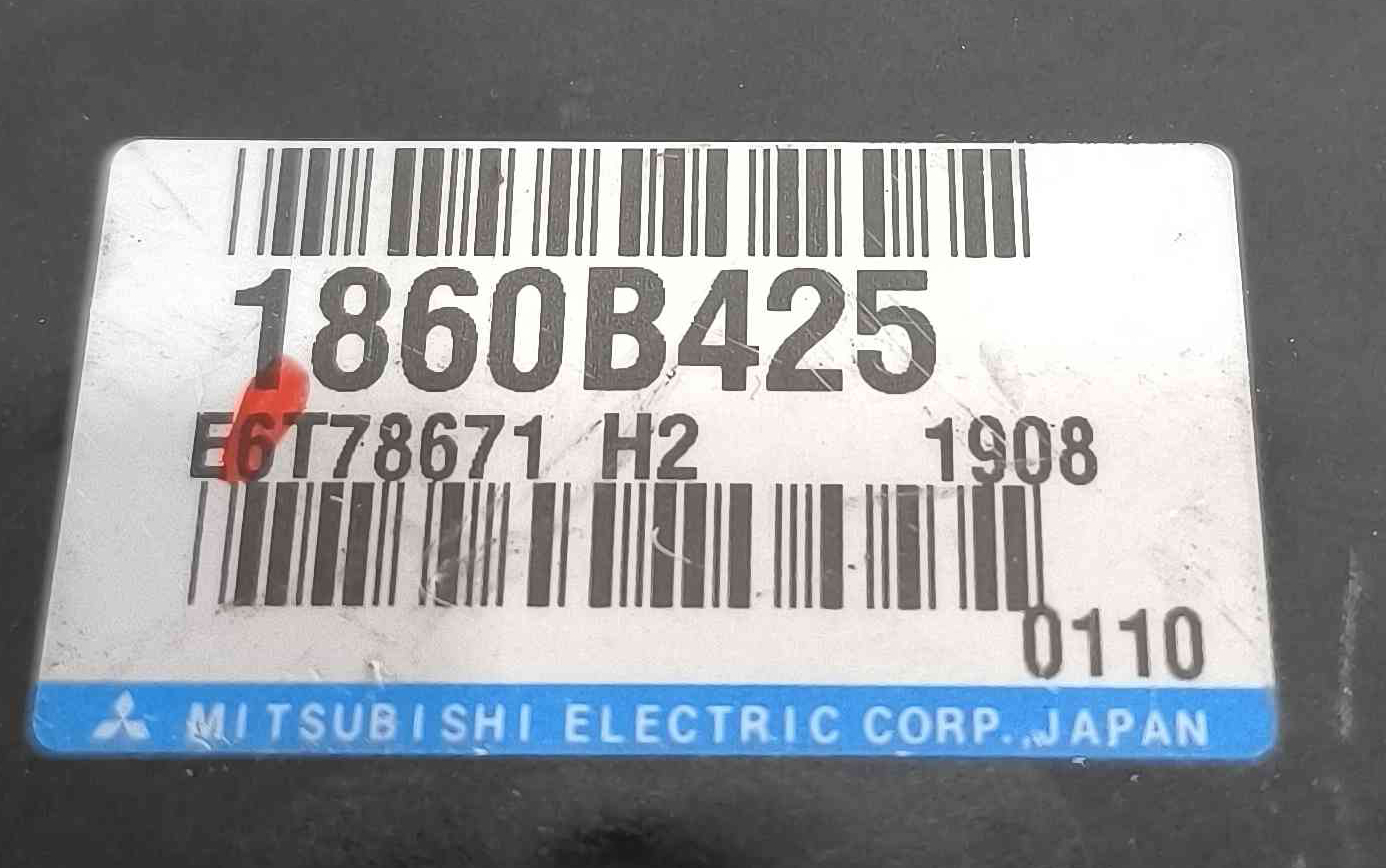 1860B425
E6T78671 H2 1908
0110
MITSUBISHI ELECTRIC CORP.,JAPAN